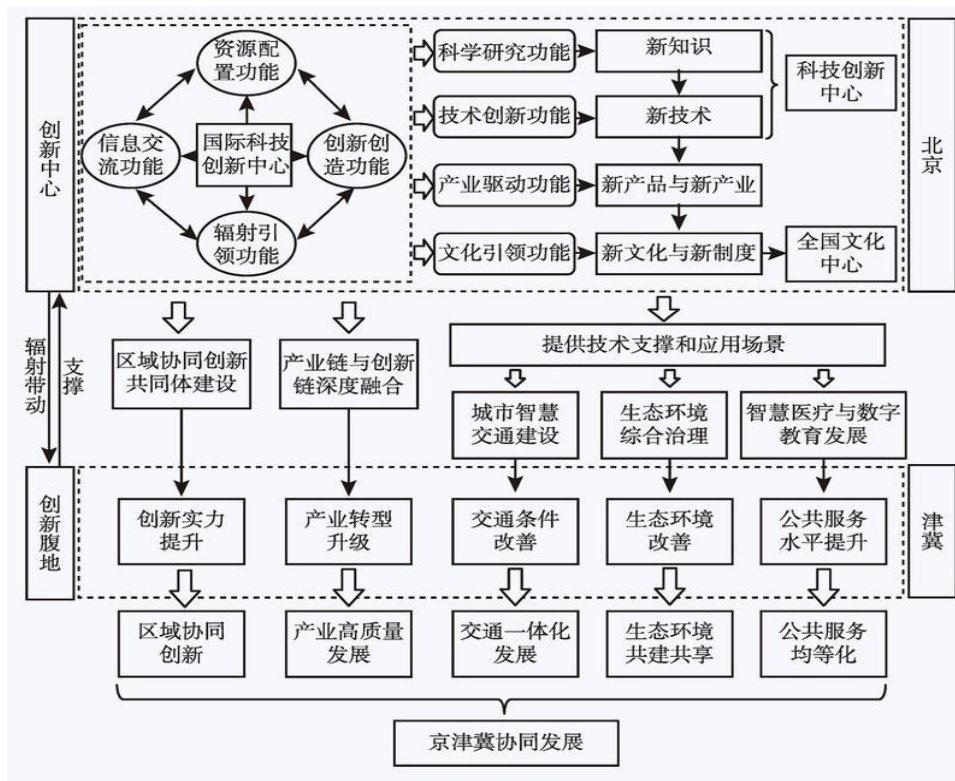 创新中心
资源配
置功能
信息交
流功能
国际科技
创新中心
创新创
造功能
辐射引
领功能
科学研究功能
新知识
技术创新功能
新技术
科技创新
中心
产业驱动功能
新产品与新产业
文化引领功能
新文化与新制度
全国文化
中心
北京
辐射带动
支撑
区域协同创新
共同体建设
产业链与创新
链深度融合
提供技术支撑和应用场景
城市智慧
交通建设
生态环境
综合治理
智慧医疗与数字
教育发展
创新腹地
创新实力
提升
产业转型
升级
交通条件
改善
生态环境
改善
公共服务
水平提升
津冀
区域协同
创新
产业高质量
发展
交通一体化
发展
生态环境
共建共享
公共服务
均等化
京津冀协同发展